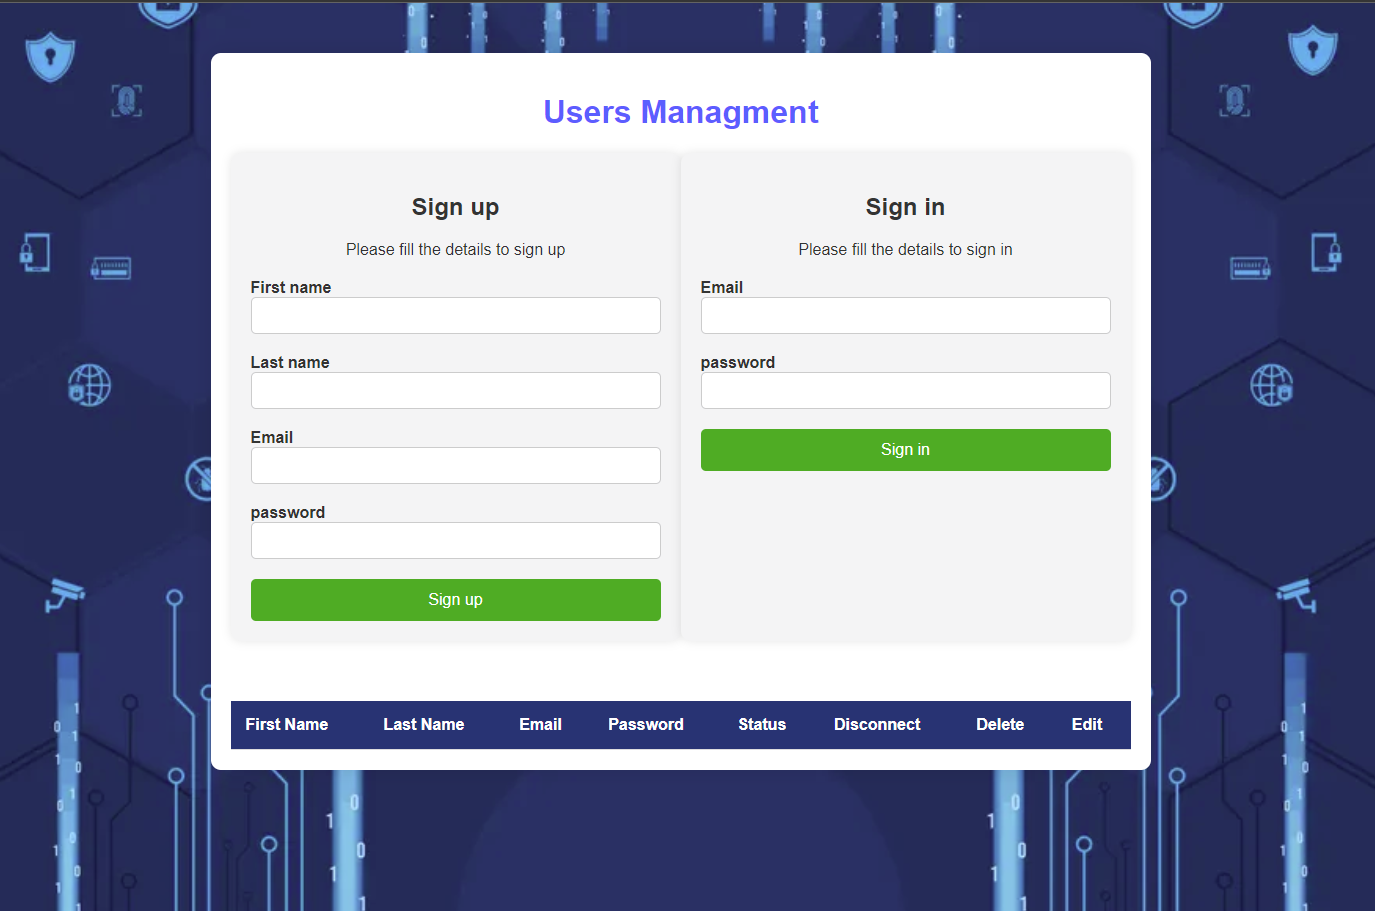 Users Managment
Sign up
Please fill the details to sign up
First name
Last name
Email
password
Sign up
Sign in
Please fill the details to sign in
Email
password
Sign in
First Name Last Name Email Password Status Disconnect Delete Edit